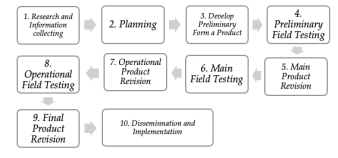 1. Research and
Information
collecting
2. Planning
3. Develop
Preliminary
Form a Product
4.
Preliminary
Field Testing
5. Main
Product
Revision
6. Main
Field Testing
7. Operational
Product
Revision
8.
Operational
Field Testing
9. Final
Product
Revision
10. Disseminnation and
Implementation